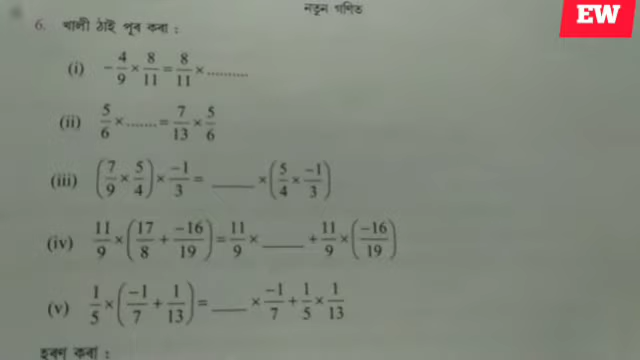 নতুন গণিত
EW
6. খালী ঠাই পূৰ কৰা :
(i) -4/9 × 8/11 = 8/11 × ..........
(ii) 5/6 × ....... = 7/13 × 5/6
(iii) (7/9 × 5/4) × -1/3 = ____ × (5/4 × -1/3)
(iv) 11/9 × (17/8 + -16/19) = 11/9 × ____ + 11/9 × (-16/19)
(v) 1/5 × (-1/7 + 1/13) = ____ × -1/7 + 1/5 × 1/13
হৰণ কৰা :